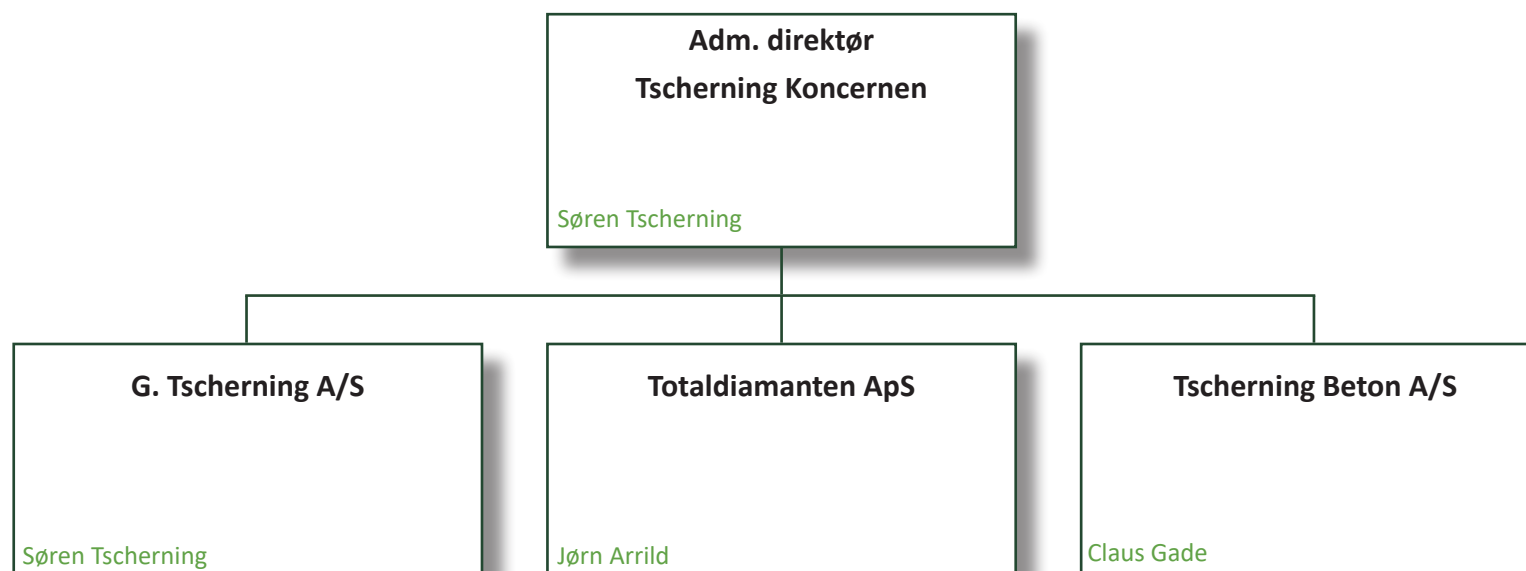 Adm. direktør
Tscherning Koncernen
Søren Tscherning
G. Tscherning A/S
Søren Tscherning
Totaldiamanten ApS
Jørn Arrild
Tscherning Beton A/S
Claus Gade